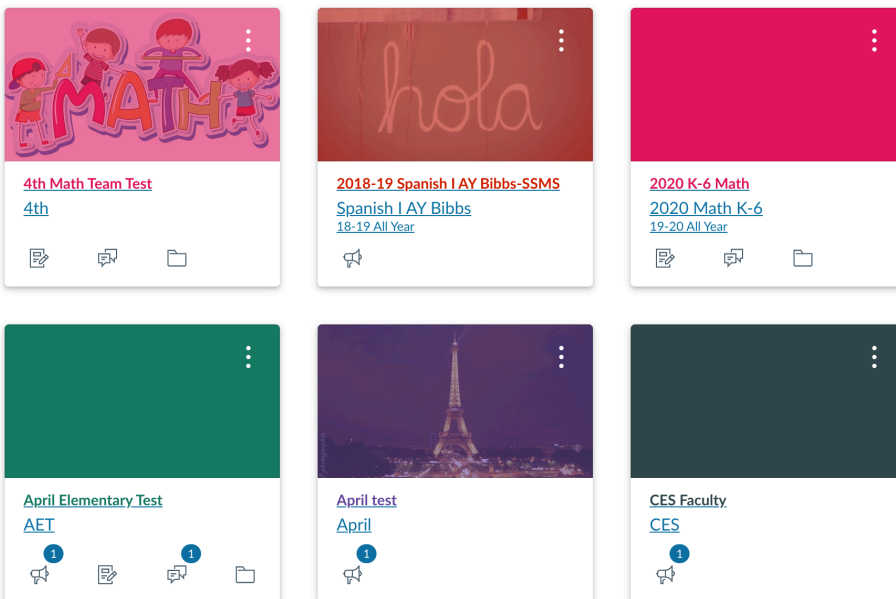 MATH
hola
4th Math Team Test
2018-19 Spanish I AY Bibbs-SSMS
2020 K-6 Math
4th
Spanish I AY Bibbs
2020 Math K-6
18-19 All Year
19-20 All Year
April Elementary Test
April test
CES Faculty
AET
April
CES
1
1
1
1